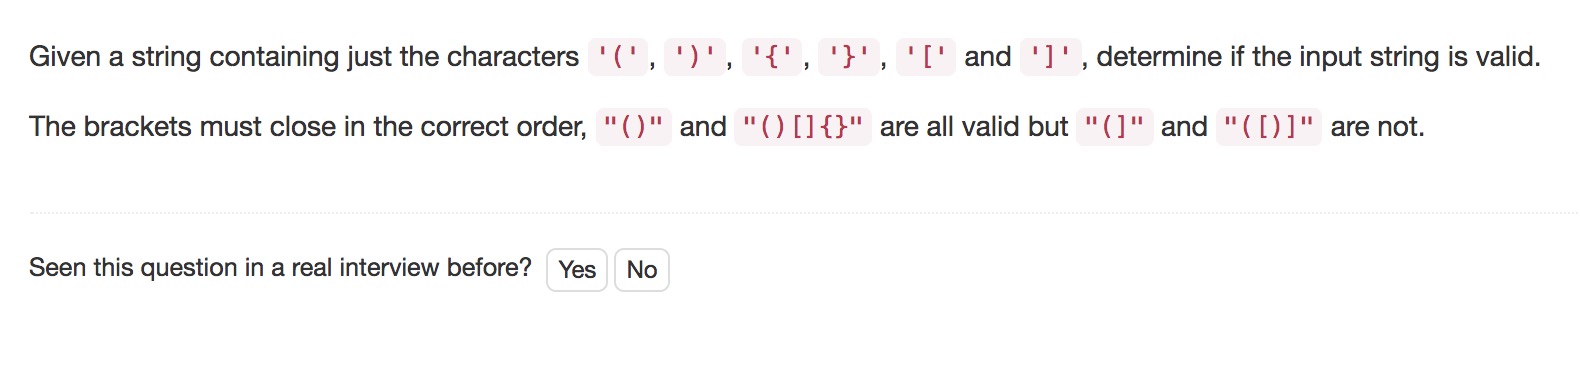 Given a string containing just the characters '(', ')', '{', '}', '[' and ']', determine if the input string is valid.
The brackets must close in the correct order, "()" and "()[]{}" are all valid but "(]" and "([)]" are not.
Seen this question in a real interview before? Yes No